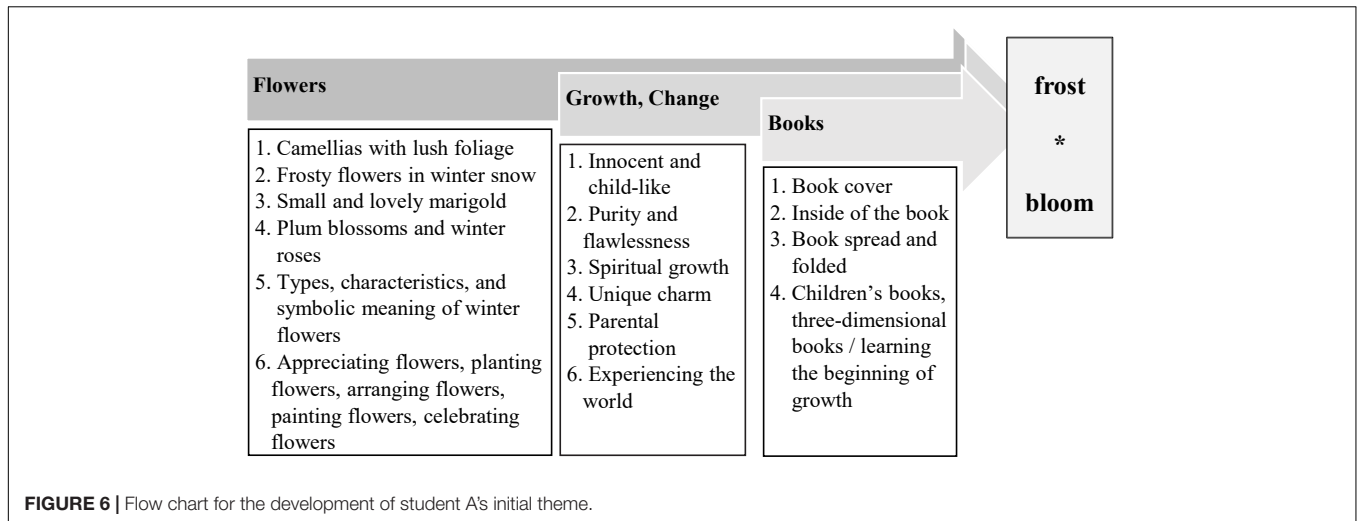 Flowers
1. Camellias with lush foliage
2. Frosty flowers in winter snow
3. Small and lovely marigold
4. Plum blossoms and winter
roses
5. Types, characteristics, and
symbolic meaning of winter
flowers
6. Appreciating flowers, planting
flowers, arranging flowers,
painting flowers, celebrating
flowers
Growth, Change
1. Innocent and
child-like
2. Purity and
flawlessness
3. Spiritual growth
4. Unique charm
5. Parental
protection
6. Experiencing the
world
Books
1. Book cover
2. Inside of the book
3. Book spread and
folded
4. Children's books,
three-dimensional
books / learning
the beginning of
growth
frost
*
bloom
FIGURE 6 | Flow chart for the development of student A's initial theme.